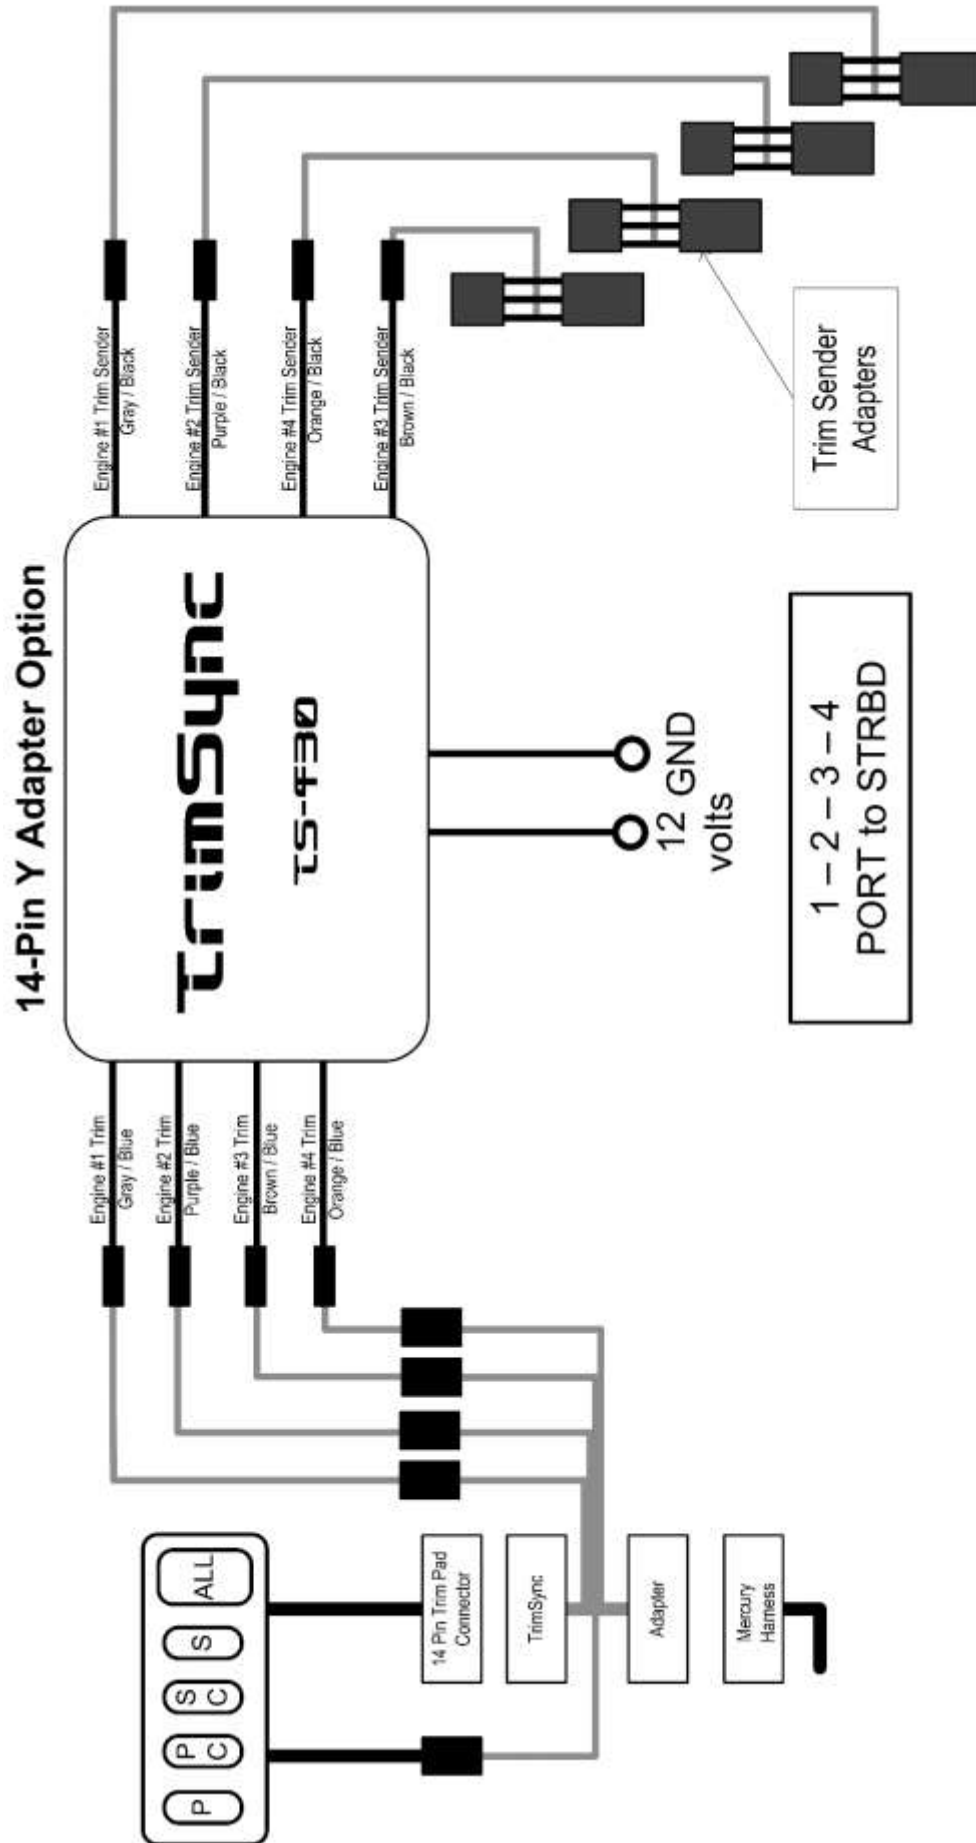 14-Pin Y Adapter Option
Engine #1 Trim
Gray / Blue
Engine #2 Trim
Purple / Blue
Engine #3 Trim
Brown / Blue
Engine #4 Trim
Orange / Blue
TrimSync
TS-430
Engine #1 Trim Sender
Gray / Black
Engine #2 Trim Sender
Purple / Black
Engine #4 Trim Sender
Orange / Black
Engine #3 Trim Sender
Brown / Black
P
P
C
S
C
S
ALL
14 Pin Trim Pad
Connector
TrimSync
Adapter
Mercury
Harness
12
volts
GND
1 – 2 – 3 – 4
PORT to STRBD
Trim Sender
Adapters